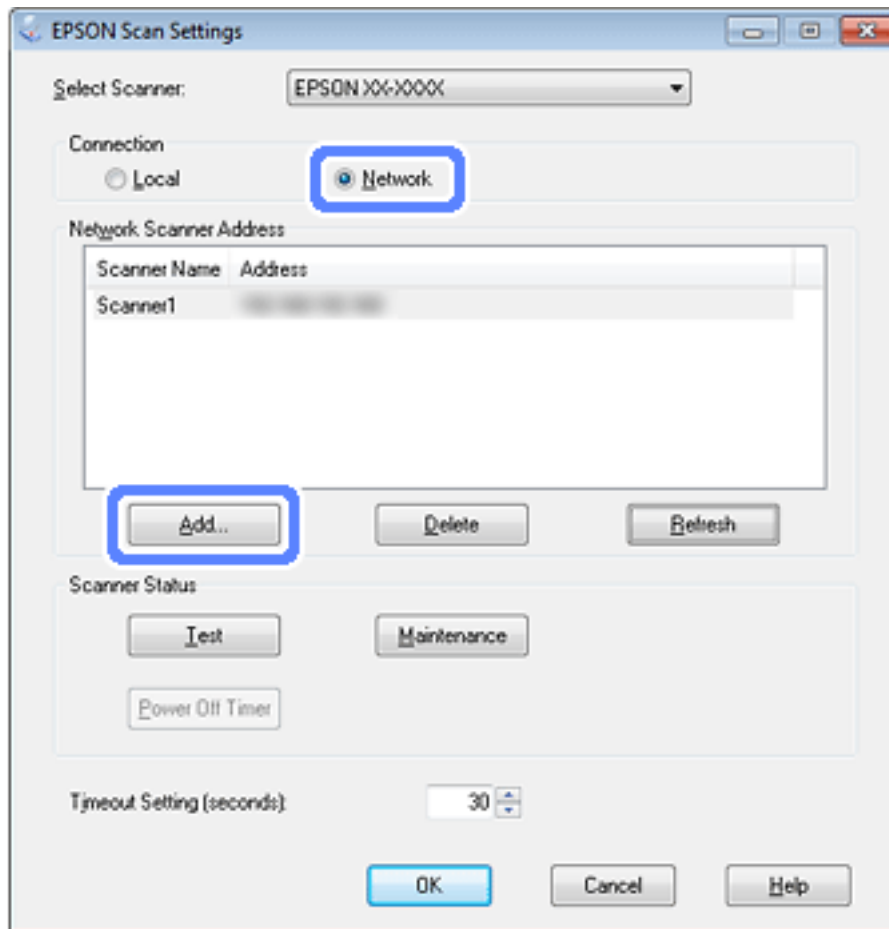 EPSON Scan Settings
Select Scanner: EPSON XX-XXXX
Connection
Local Network
Network Scanner Address
Scanner Name Address
Scanner1
Add... Delete Refresh
Scanner Status
Test Maintenance
Power Off Timer
Timeout Setting (seconds): 30
OK Cancel Help